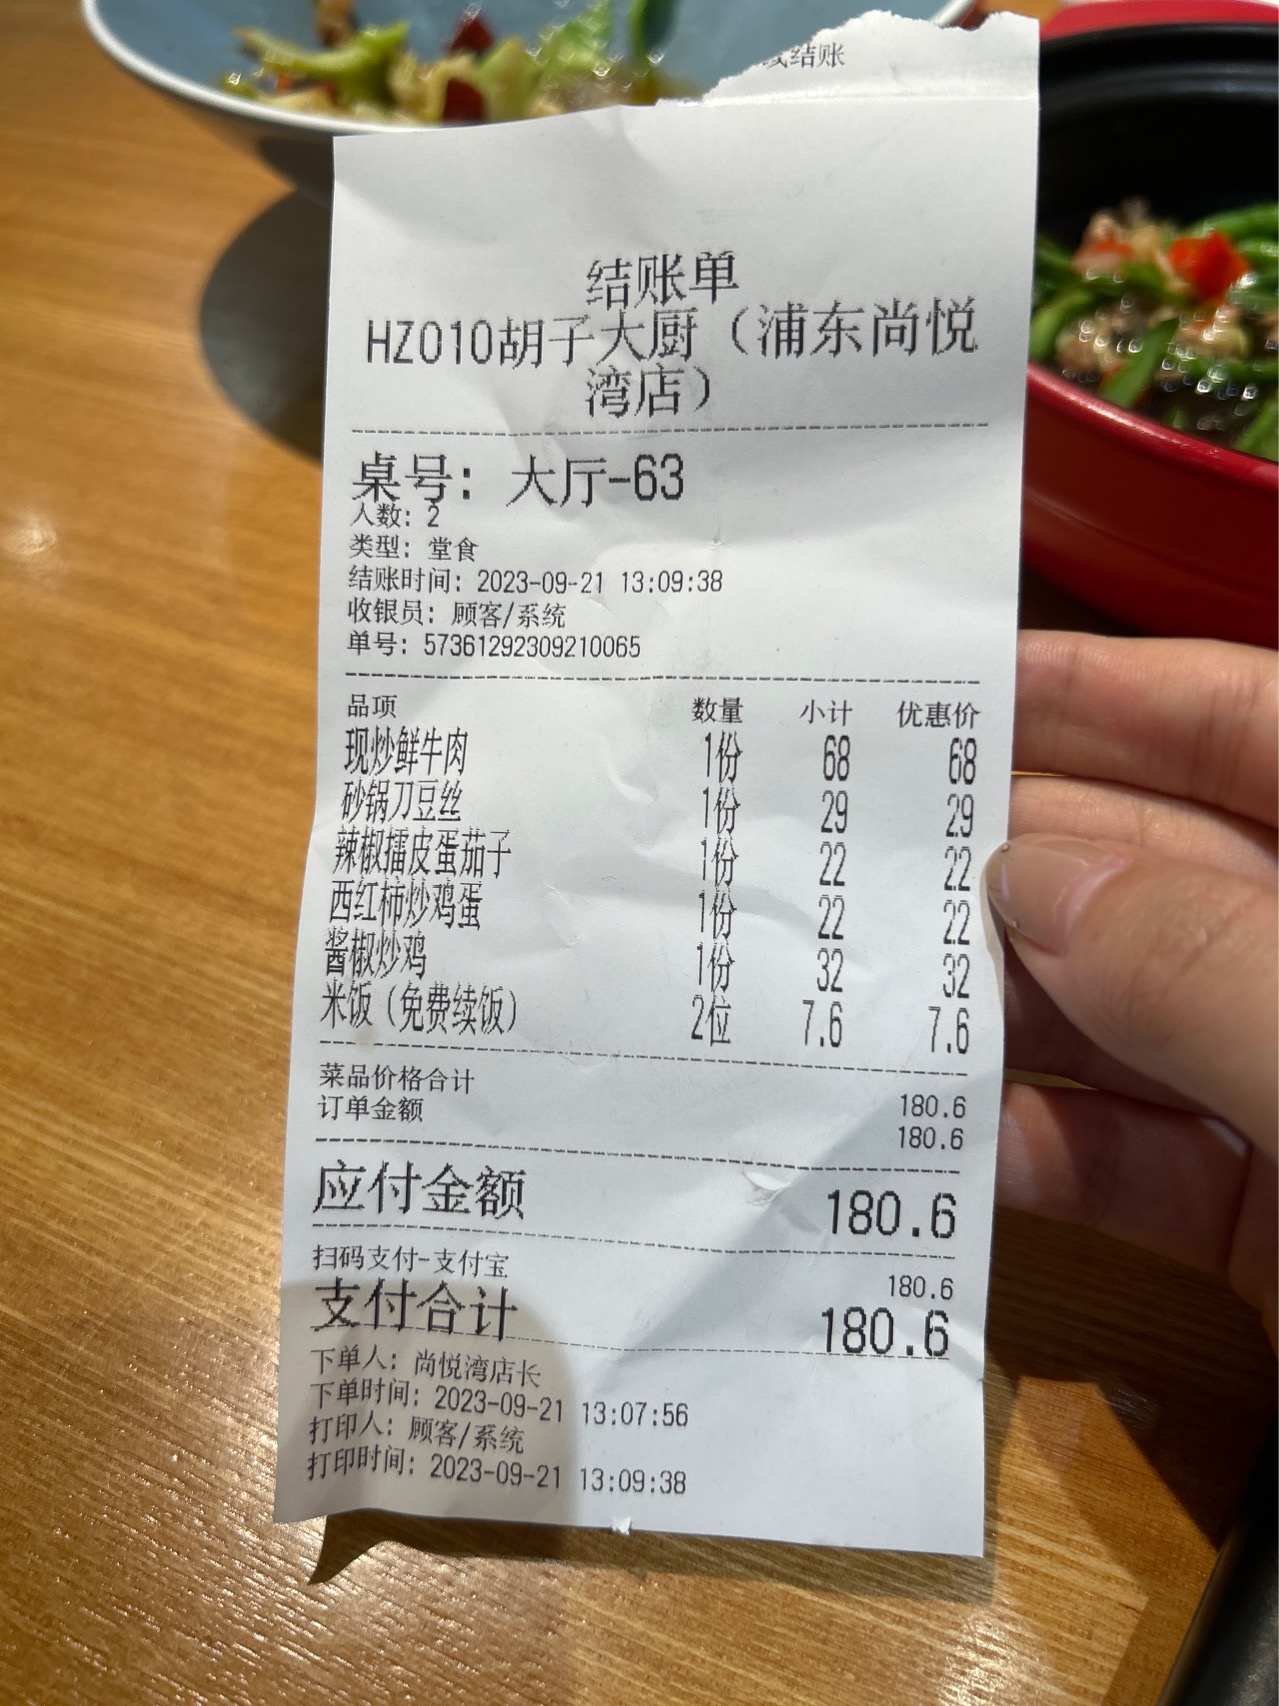 线结账
结账单
HZ010胡子大厨（浦东尚悦
湾店）
桌号: 大厅-63
人数: 2
类型: 堂食
结账时间: 2023-09-21 13:09:38
收银员: 顾客/系统
单号: 573612923092100​65
品项 数量 小计 优惠价
现炒鲜牛肉 1份 68 68
砂锅刀豆丝 1份 29 29
辣椒擂皮蛋茄子 1份 22 22
西红柿炒鸡蛋 1份 22 22
酱椒炒鸡 1份 32 32
米饭（免费续饭） 2位 7.6 7.6
菜品价格合计 180.6
订单金额 180.6
应付金额 180.6
扫码支付-支付宝 180.6
支付合计 180.6
下单人: 尚悦湾店长
下单时间: 2023-09-21 13:07:56
打印人: 顾客/系统
打印时间: 2023-09-21 13:09:38